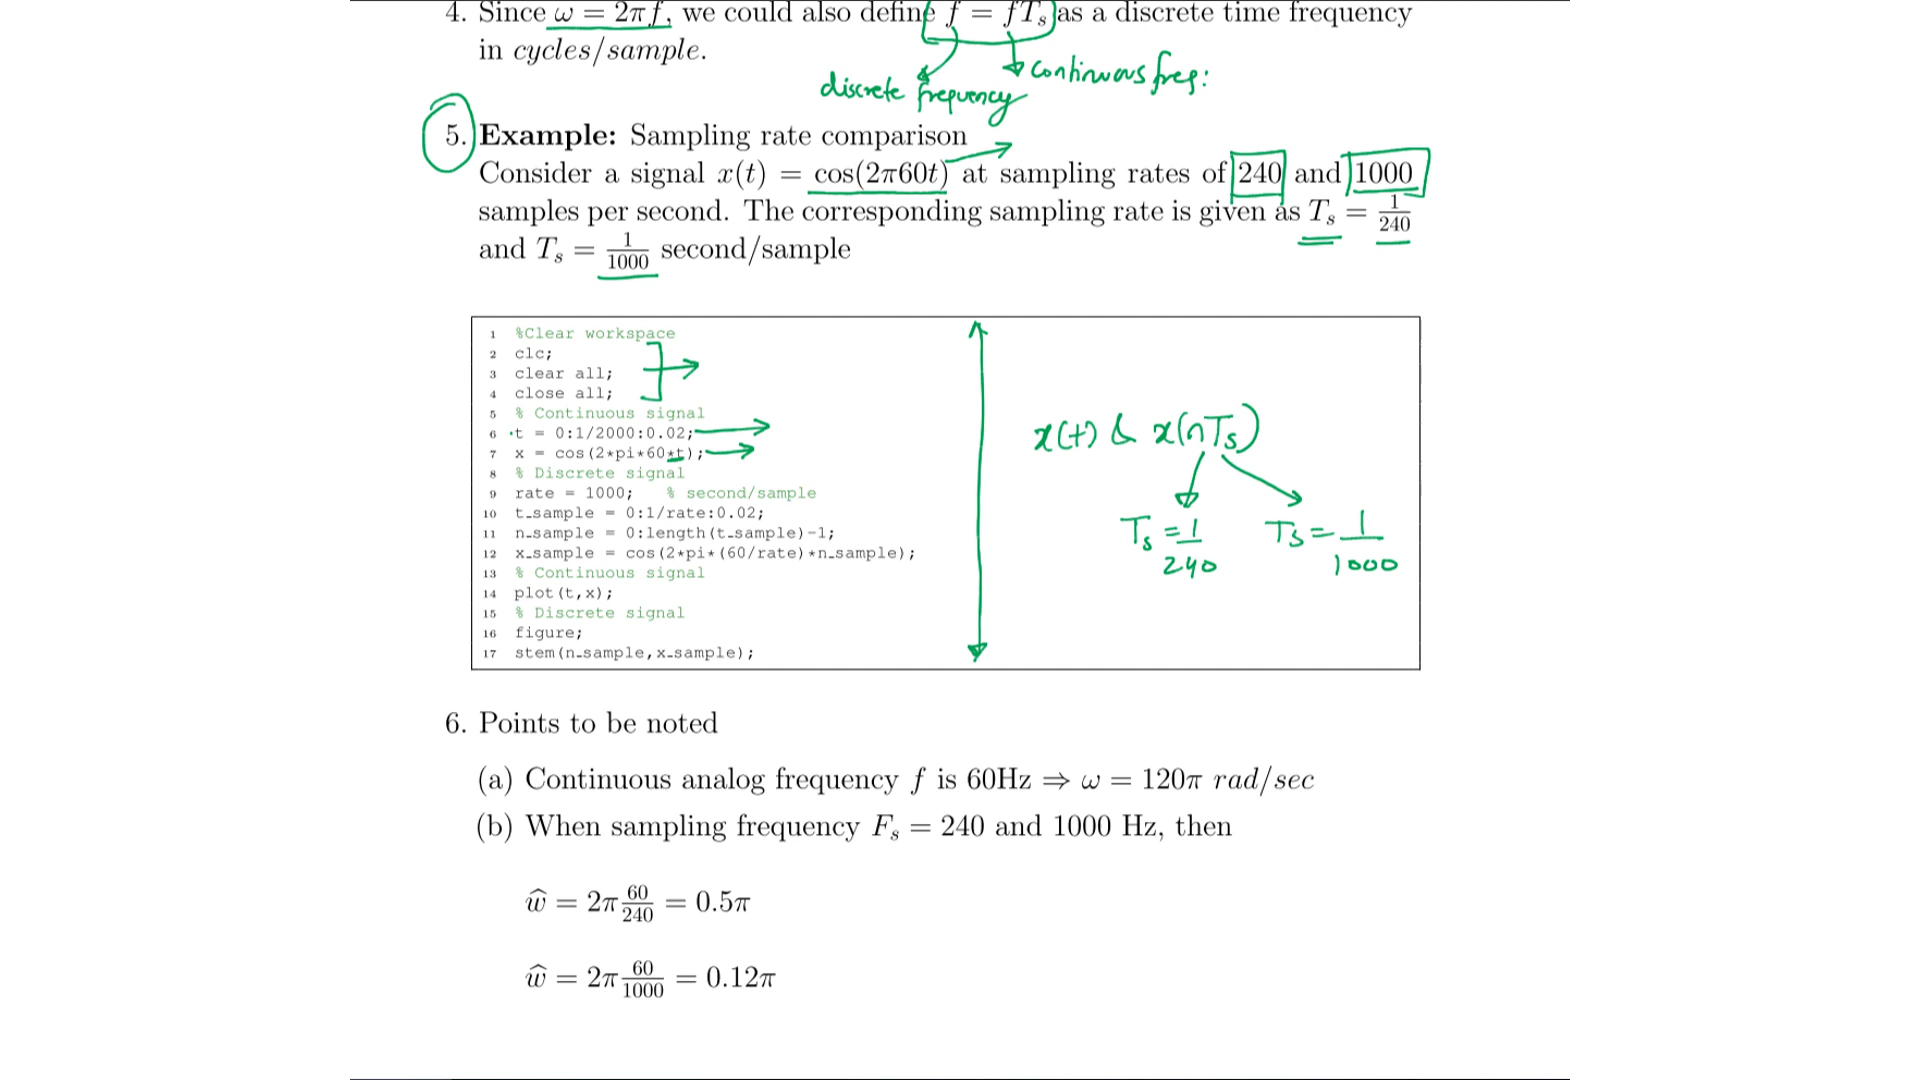 4. Since ω = 2πf, we could also define f̂ = fTₛ as a discrete time frequency
in cycles/sample.
discrete frequency
continuous freq:
5. Example: Sampling rate comparison
Consider a signal x(t) = cos(2π60t) at sampling rates of 240 and 1000
samples per second. The corresponding sampling rate is given as Tₛ = 1/240
and Tₛ = 1/1000 second/sample
1 %Clear workspace
2 clc;
3 clear all;
4 close all;
5 % Continuous signal
6 t = 0:1/2000:0.02;
7 x = cos(2*pi*60*t);
8 % Discrete signal
9 rate = 1000; % second/sample
10 t_sample = 0:1/rate:0.02;
11 n_sample = 0:length(t_sample)-1;
12 x_sample = cos(2*pi*(60/rate)*n_sample);
13 % Continuous signal
14 plot(t,x);
15 % Discrete signal
16 figure;
17 stem(n_sample,x_sample);
x(t) & x(nTₛ)
Tₛ = 1/240 Tₛ = 1/1000
6. Points to be noted
(a) Continuous analog frequency f is 60Hz ⇒ ω = 120π rad/sec
(b) When sampling frequency Fₛ = 240 and 1000 Hz, then
ŵ = 2π 60/240 = 0.5π
ŵ = 2π 60/1000 = 0.12π